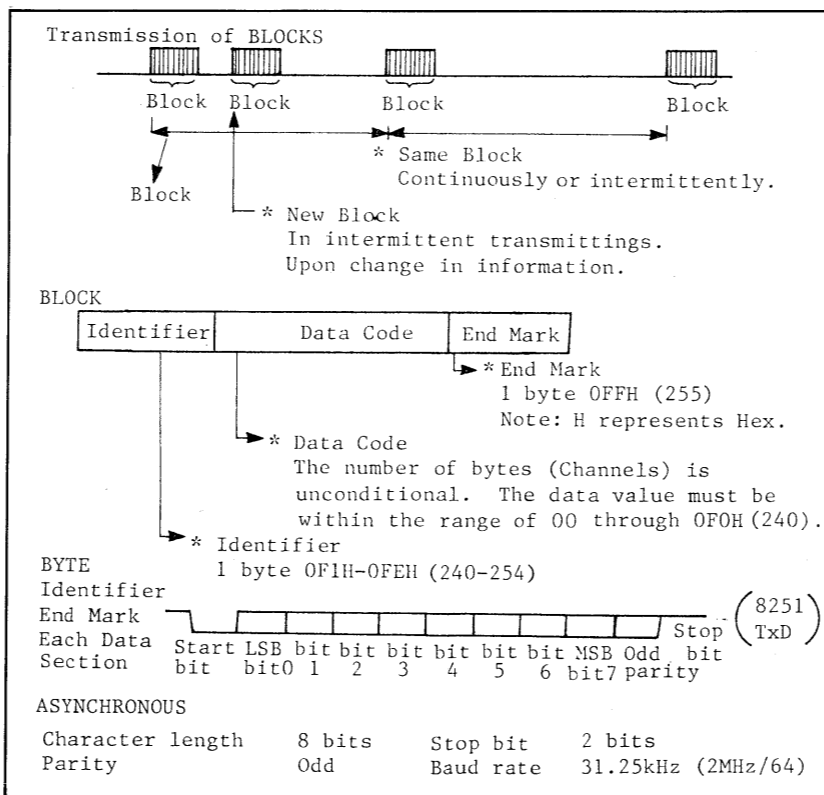 Transmission of BLOCKS
Block Block Block Block
* Same Block
Continuously or intermittently.
Block
* New Block
In intermittent transmittings.
Upon change in information.
BLOCK
Identifier Data Code End Mark
* End Mark
1 byte OFFH (255)
Note: H represents Hex.
* Data Code
The number of bytes (Channels) is
unconditional. The data value must be
within the range of 00 through OFOH (240).
* Identifier
1 byte OF1H-OFEH (240-254)
BYTE
Identifier
End Mark
Each Data
Section
Start bit
LSB bit0
bit 1
bit 2
bit 3
bit 4
bit 5
bit 6
MSB bit7
Odd parity
Stop bit
(8251 TxD)
ASYNCHRONOUS
Character length 8 bits Stop bit 2 bits
Parity Odd Baud rate 31.25kHz (2MHz/64)